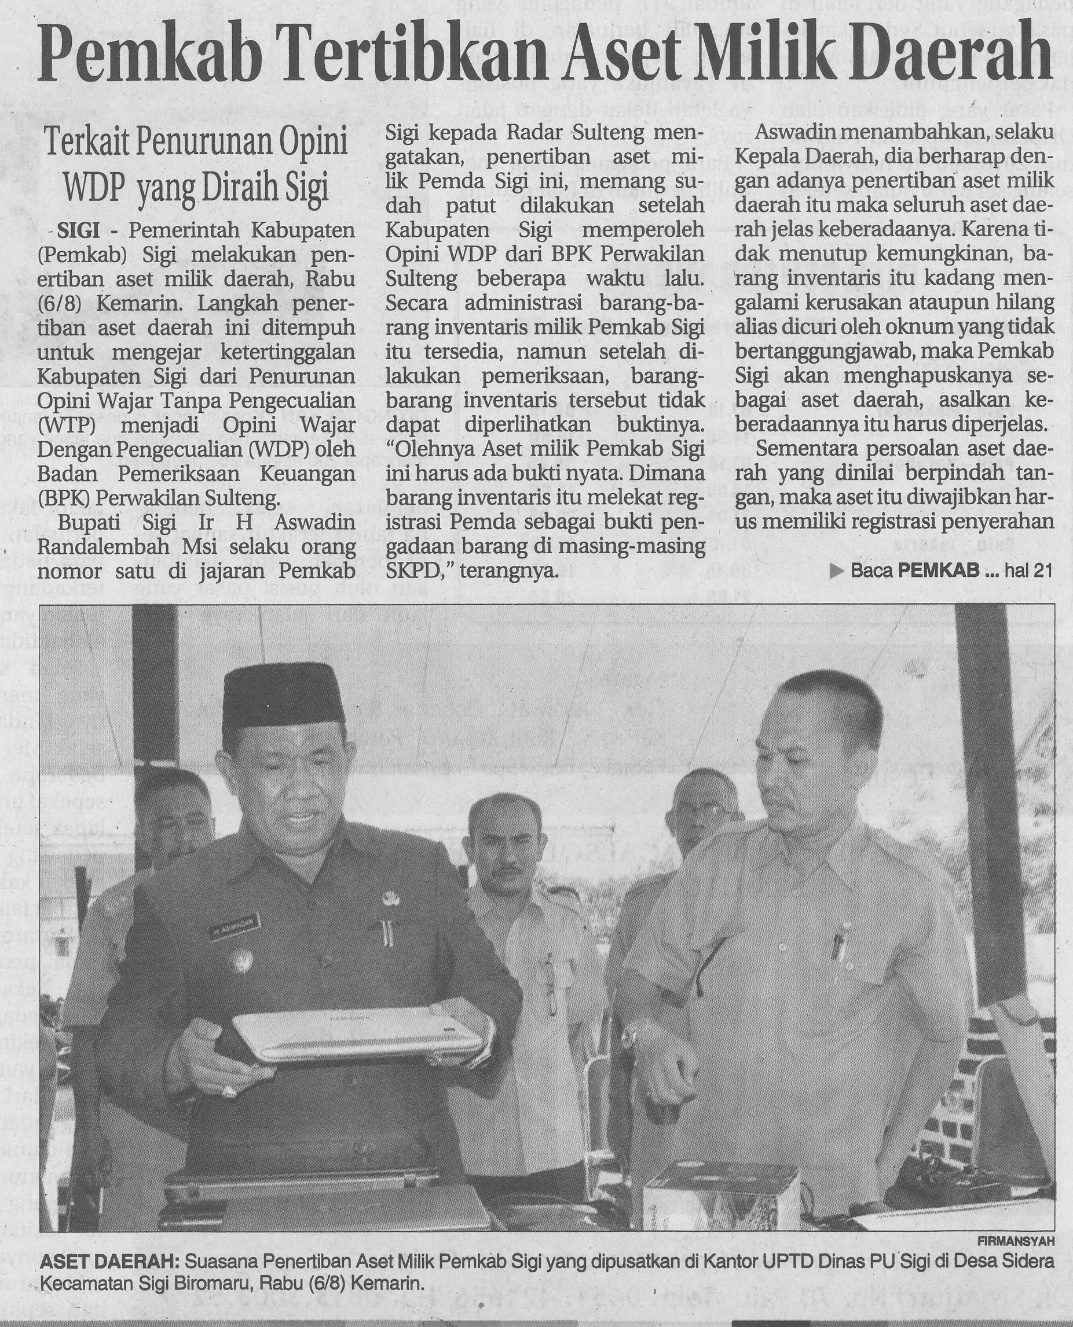 Pemkab Tertibkan Aset Milik Daerah
Terkait Penurunan Opini
WDP yang Diraih Sigi
SIGI - Pemerintah Kabupaten
(Pemkab) Sigi melakukan pen-
ertiban aset milik daerah, Rabu
(6/8) Kemarin. Langkah pener-
tiban aset daerah ini ditempuh
untuk mengejar ketertinggalan
Kabupaten Sigi dari Penurunan
Opini Wajar Tanpa Pengecualian
(WTP) menjadi Opini Wajar
Dengan Pengecualian (WDP) oleh
Badan Pemeriksaan Keuangan
(BPK) Perwakilan Sulteng.
Bupati Sigi Ir H Aswadin
Randalembah Msi selaku orang
nomor satu di jajaran Pemkab
Sigi kepada Radar Sulteng men-
gatakan, penertiban aset mi-
lik Pemda Sigi ini, memang su-
dah patut dilakukan setelah
Kabupaten Sigi memperoleh
Opini WDP dari BPK Perwakilan
Sulteng beberapa waktu lalu.
Secara administrasi barang-ba-
rang inventaris milik Pemkab Sigi
itu tersedia, namun setelah di-
lakukan pemeriksaan, barang-
barang inventaris tersebut tidak
dapat diperlihatkan buktinya.
“Olehnya Aset milik Pemkab Sigi
ini harus ada bukti nyata. Dimana
barang inventaris itu melekat reg-
istrasi Pemda sebagai bukti pen-
gadaan barang di masing-masing
SKPD,” terangnya.
Aswadin menambahkan, selaku
Kepala Daerah, dia berharap den-
gan adanya penertiban aset milik
daerah itu maka seluruh aset dae-
rah jelas keberadaanya. Karena ti-
dak menutup kemungkinan, ba-
rang inventaris itu kadang men-
galami kerusakan ataupun hilang
alias dicuri oleh oknum yang tidak
bertanggungjawab, maka Pemkab
Sigi akan menghapuskanya se-
bagai aset daerah, asalkan ke-
beradaannya itu harus diperjelas.
Sementara persoalan aset dae-
rah yang dinilai berpindah tan-
gan, maka aset itu diwajibkan har-
us memiliki registrasi penyerahan
▶ Baca PEMKAB ... hal 21
FIRMANSYAH
ASET DAERAH: Suasana Penertiban Aset Milik Pemkab Sigi yang dipusatkan di Kantor UPTD Dinas PU Sigi di Desa Sidera
Kecamatan Sigi Biromaru, Rabu (6/8) Kemarin.